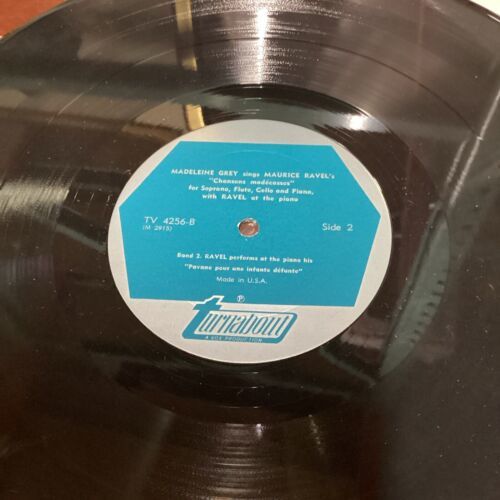 MADELEINE GREY sings MAURICE RAVEL's
"Chansons madécasses"
for Soprano, Flute, Cello and Piano,
with RAVEL at the piano
TV 4256-B
(M 2915)
Side 2
Band 2. RAVEL performs at the piano his
"Pavane pour une infante défunte"
Made in U.S.A.
℗
turnabout
A VOX PRODUCTION